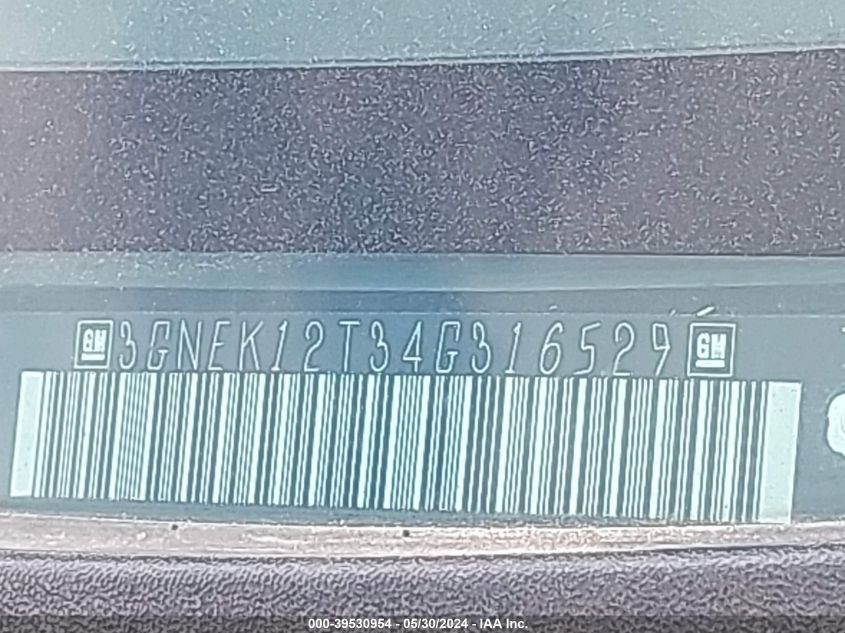 GM 3GNEK12T34G316529 GM
000-39530954 - 05/30/2024 - IAA Inc.